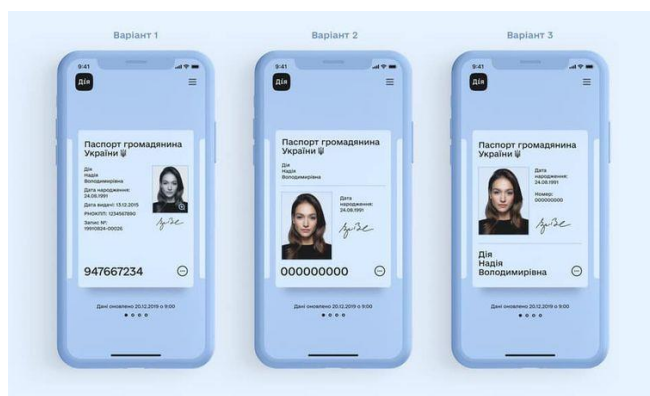 Варіант 1
9:41
Дія
Паспорт громадянина
України
Дія
Надія
Володимирівна
Дата народження:
24.08.1991
Дата видачі: 13.12.2015
РНОКПП: 1234567890
Запис №:
19910824-00026
947667234
Дані оновлено 20.12.2019 о 9:00
Варіант 2
9:41
Дія
Паспорт громадянина
України
Дія
Надія
Володимирівна
Дата
народження:
24.08.1991
000000000
Дані оновлено 20.12.2019 о 9:00
Варіант 3
9:41
Дія
Паспорт громадянина
України
Дата
народження:
24.08.1991
Номер:
000000000
Дія
Надія
Володимирівна
Дані оновлено 20.12.2019 о 9:00